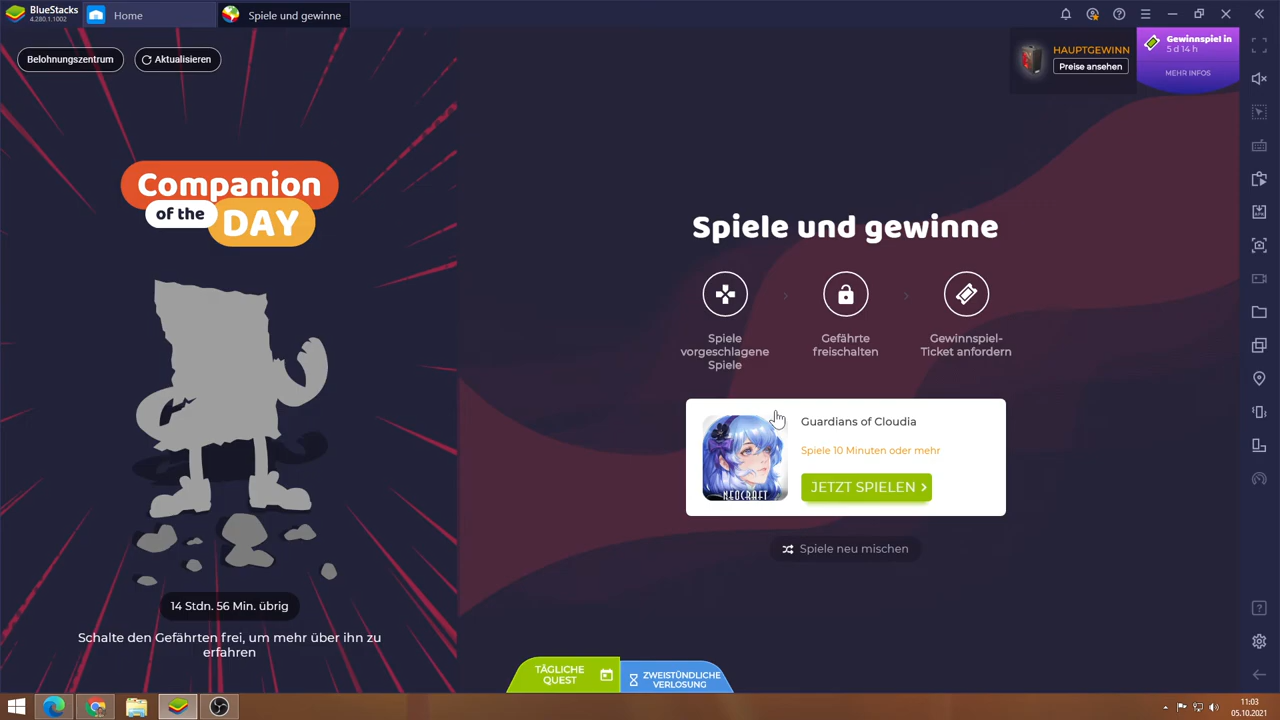 BlueStacks
4.280.1.1002
Home
Spiele und gewinne
Belohnungszentrum
Aktualisieren
HAUPTGEWINN
Preise ansehen
Gewinnspiel in
5 d 14 h
MEHR INFOS
Companion
of the DAY
Spiele und gewinne
Spiele
vorgeschlagene
Spiele
Gefährte
freischalten
Gewinnspiel-
Ticket anfordern
Guardians of Cloudia
Spiele 10 Minuten oder mehr
JETZT SPIELEN
NEOCRAFT
Spiele neu mischen
14 Stdn. 56 Min. übrig
Schalte den Gefährten frei, um mehr über ihn zu
erfahren
TÄGLICHE
QUEST
ZWEISTÜNDLICHE
VERLOSUNG
11:03
05.10.2021